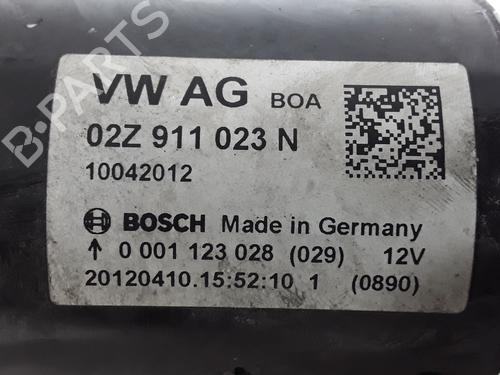 VW AG BOA
02Z 911 023 N
10042012
BOSCH Made in Germany
↑ 0 001 123 028 (029) 12V
20120410.15:52:10 1 (0890)
B-PARTS